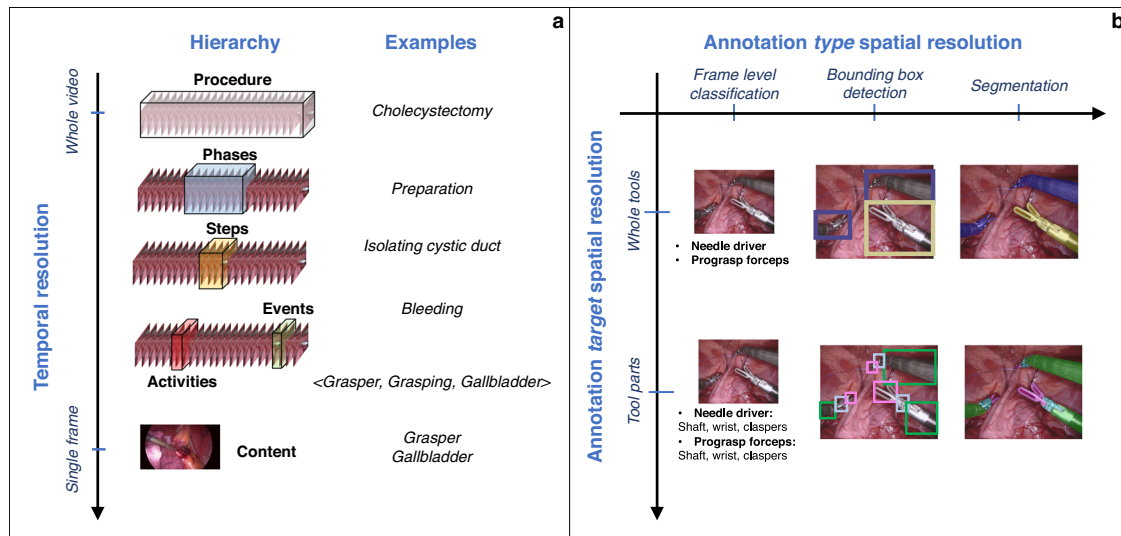 a
Hierarchy
Examples
Temporal resolution
Whole video
Single frame
Procedure
Cholecystectomy
Phases
Preparation
Steps
Isolating cystic duct
Events
Bleeding
Activities
<Grasper, Grasping, Gallbladder>
Content
Grasper
Gallbladder
b
Annotation type spatial resolution
Frame level
classification
Bounding box
detection
Segmentation
Annotation target spatial resolution
Whole tools
• Needle driver
• Prograsp forceps
Tool parts
• Needle driver:
Shaft, wrist, claspers
• Prograsp forceps:
Shaft, wrist, claspers